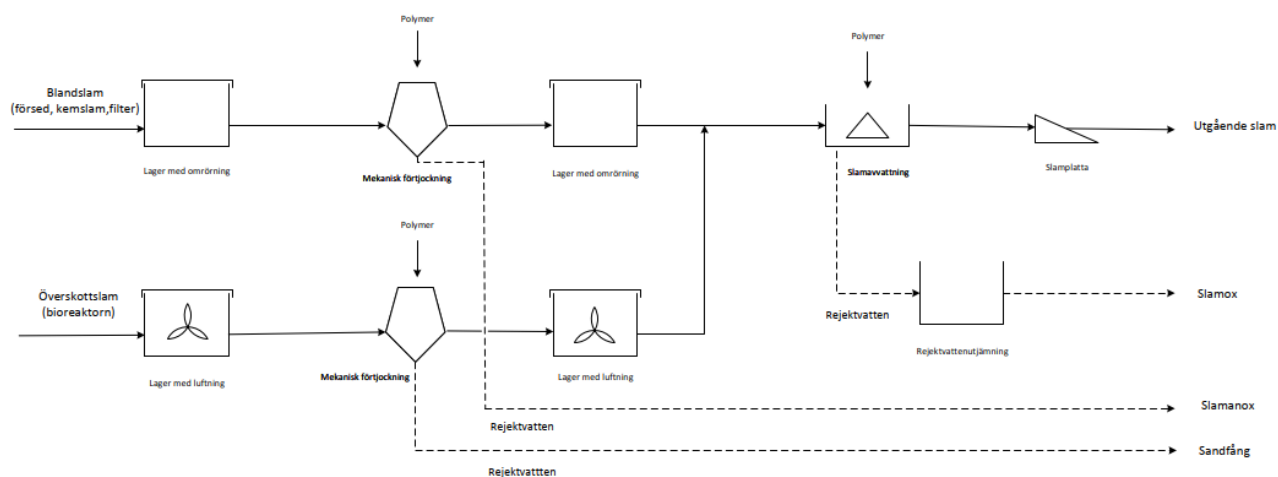 Polymer
Polymer
Blandslam
(försed, kemslam,filter)
Utgående slam
Lager med omrörning
Mekanisk förtjockning
Lager med omrörning
Slamavvattning
Slamplatta
Polymer
Överskottslam
(bioreaktorn)
Slamox
Rejektvatten
Rejektvattenutjämning
Lager med luftning
Mekanisk förtjockning
Lager med luftning
Slamanox
Rejektvatten
Sandfång
Rejektvattten